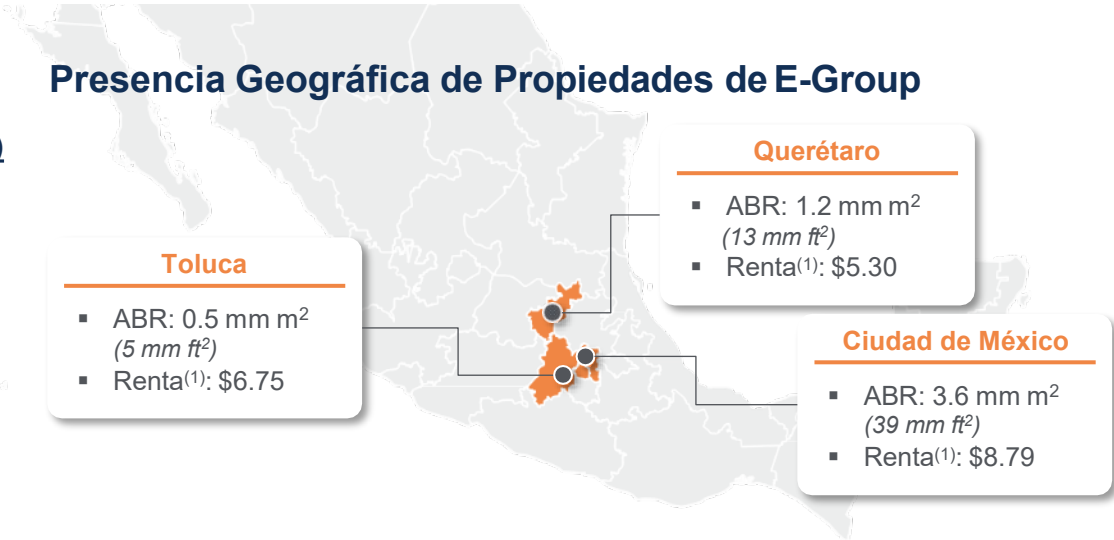 Presencia Geográfica de Propiedades de E-Group
)
Querétaro
▪ ABR: 1.2 mm m²
(13 mm ft²)
▪ Renta⁽¹⁾: $5.30
Toluca
▪ ABR: 0.5 mm m²
(5 mm ft²)
▪ Renta⁽¹⁾: $6.75
Ciudad de México
▪ ABR: 3.6 mm m²
(39 mm ft²)
▪ Renta⁽¹⁾: $8.79